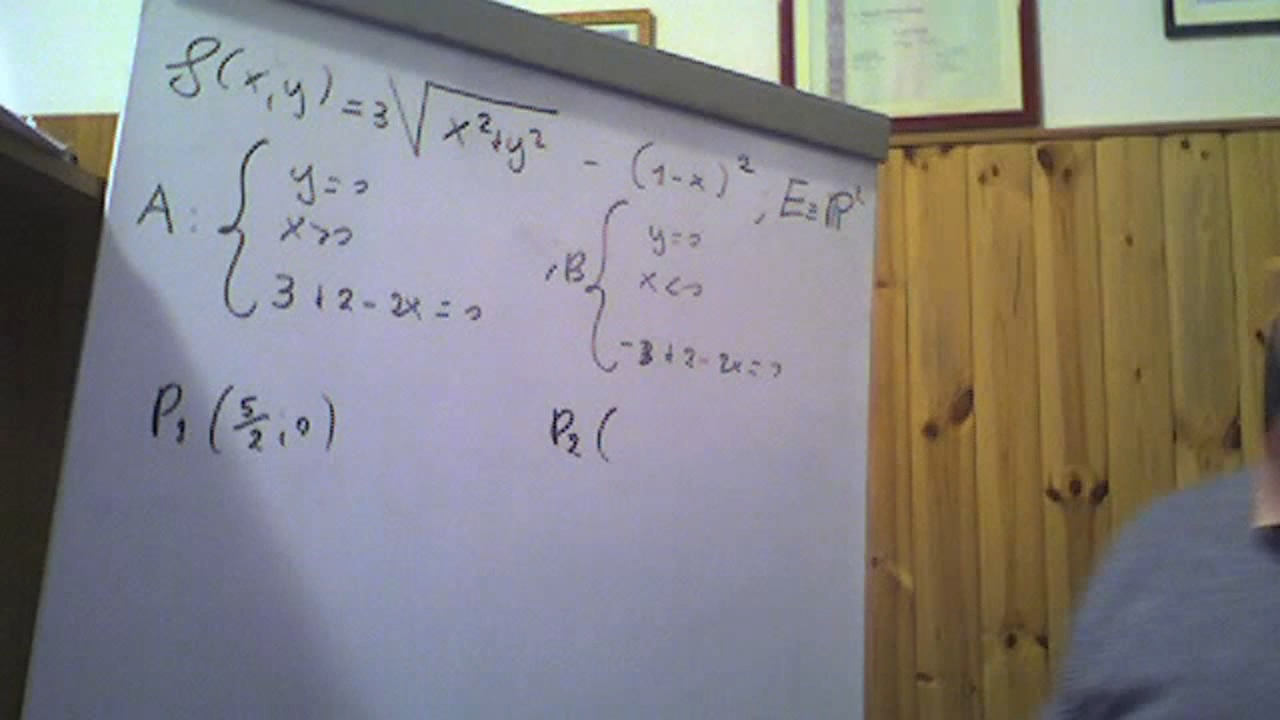 f(x,y) = 3√(x²+y²) - (1-x)² ; E≡ℝ²
A: { y=0
x>0
3+2-2x=0
, B { y=0
x<0
-3+2-2x=0
P₁(5/2,0)
P₂(